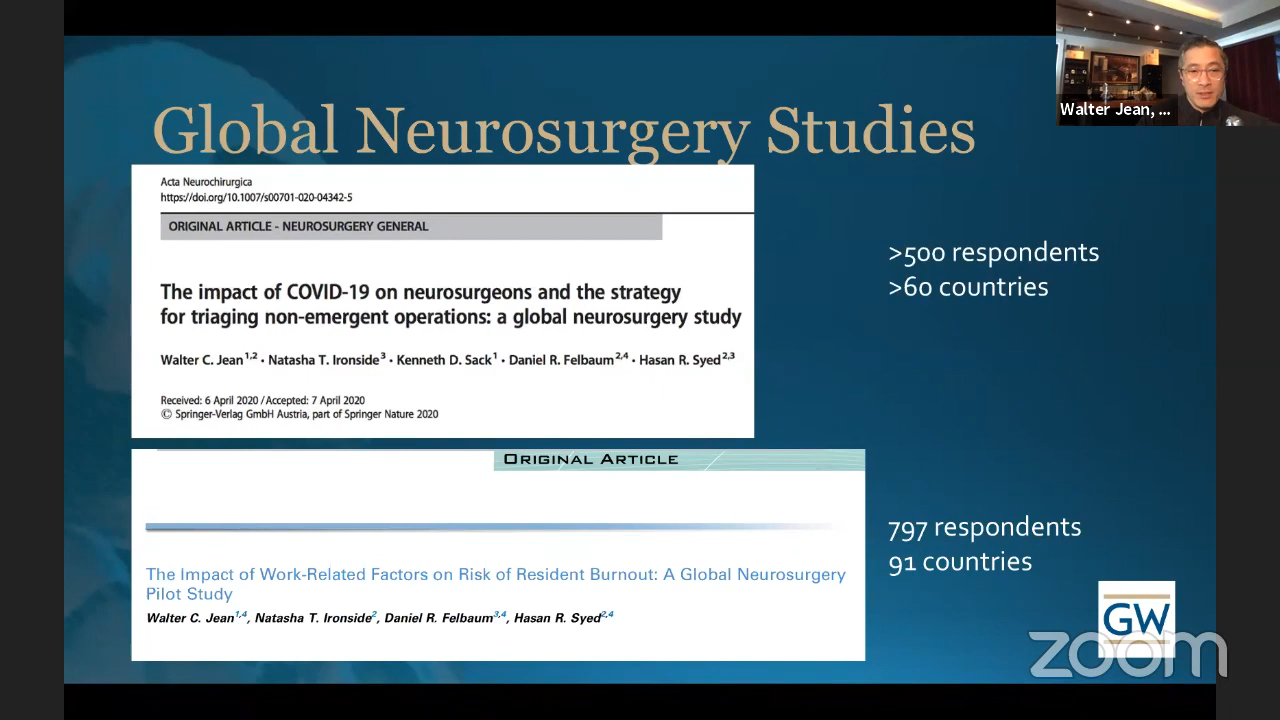 Global Neurosurgery Studies
Walter Jean, ...
Acta Neurochirurgica
https://doi.org/10.1007/s00701-020-04342-5
ORIGINAL ARTICLE - NEUROSURGERY GENERAL
The impact of COVID-19 on neurosurgeons and the strategy
for triaging non-emergent operations: a global neurosurgery study
Walter C. Jean1,2 · Natasha T. Ironside3 · Kenneth D. Sack1 · Daniel R. Felbaum2,4 · Hasan R. Syed2,3
Received: 6 April 2020 / Accepted: 7 April 2020
© Springer-Verlag GmbH Austria, part of Springer Nature 2020
>500 respondents
>60 countries
ORIGINAL ARTICLE
The Impact of Work-Related Factors on Risk of Resident Burnout: A Global Neurosurgery
Pilot Study
Walter C. Jean1,4, Natasha T. Ironside2, Daniel R. Felbaum3,4, Hasan R. Syed2,4
797 respondents
91 countries
GW
zoom